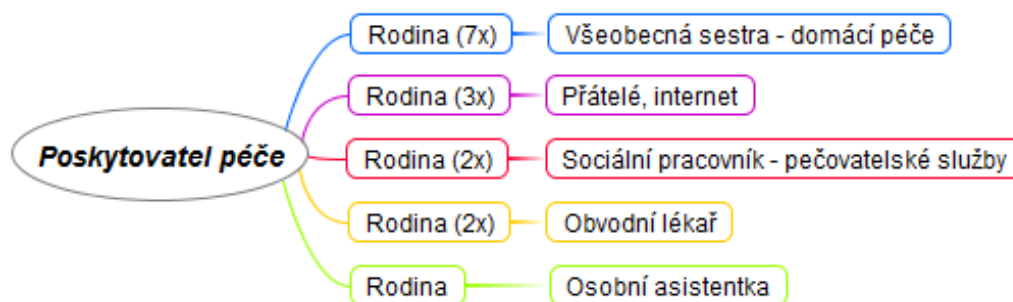 Rodina (7x) Všeobecná sestra - domácí péče
Rodina (3x) Přátelé, internet
Poskytovatel péče
Rodina (2x) Sociální pracovník - pečovatelské služby
Rodina (2x) Obvodní lékař
Rodina Osobní asistentka